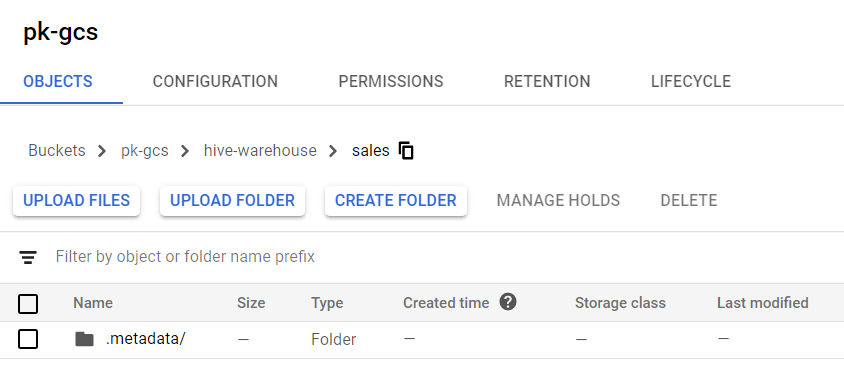 pk-gcs
OBJECTS CONFIGURATION PERMISSIONS RETENTION LIFECYCLE
Buckets > pk-gcs > hive-warehouse > sales
UPLOAD FILES UPLOAD FOLDER CREATE FOLDER MANAGE HOLDS DELETE
Filter by object or folder name prefix
Name Size Type Created time ? Storage class Last modified
.metadata/ — Folder — — —